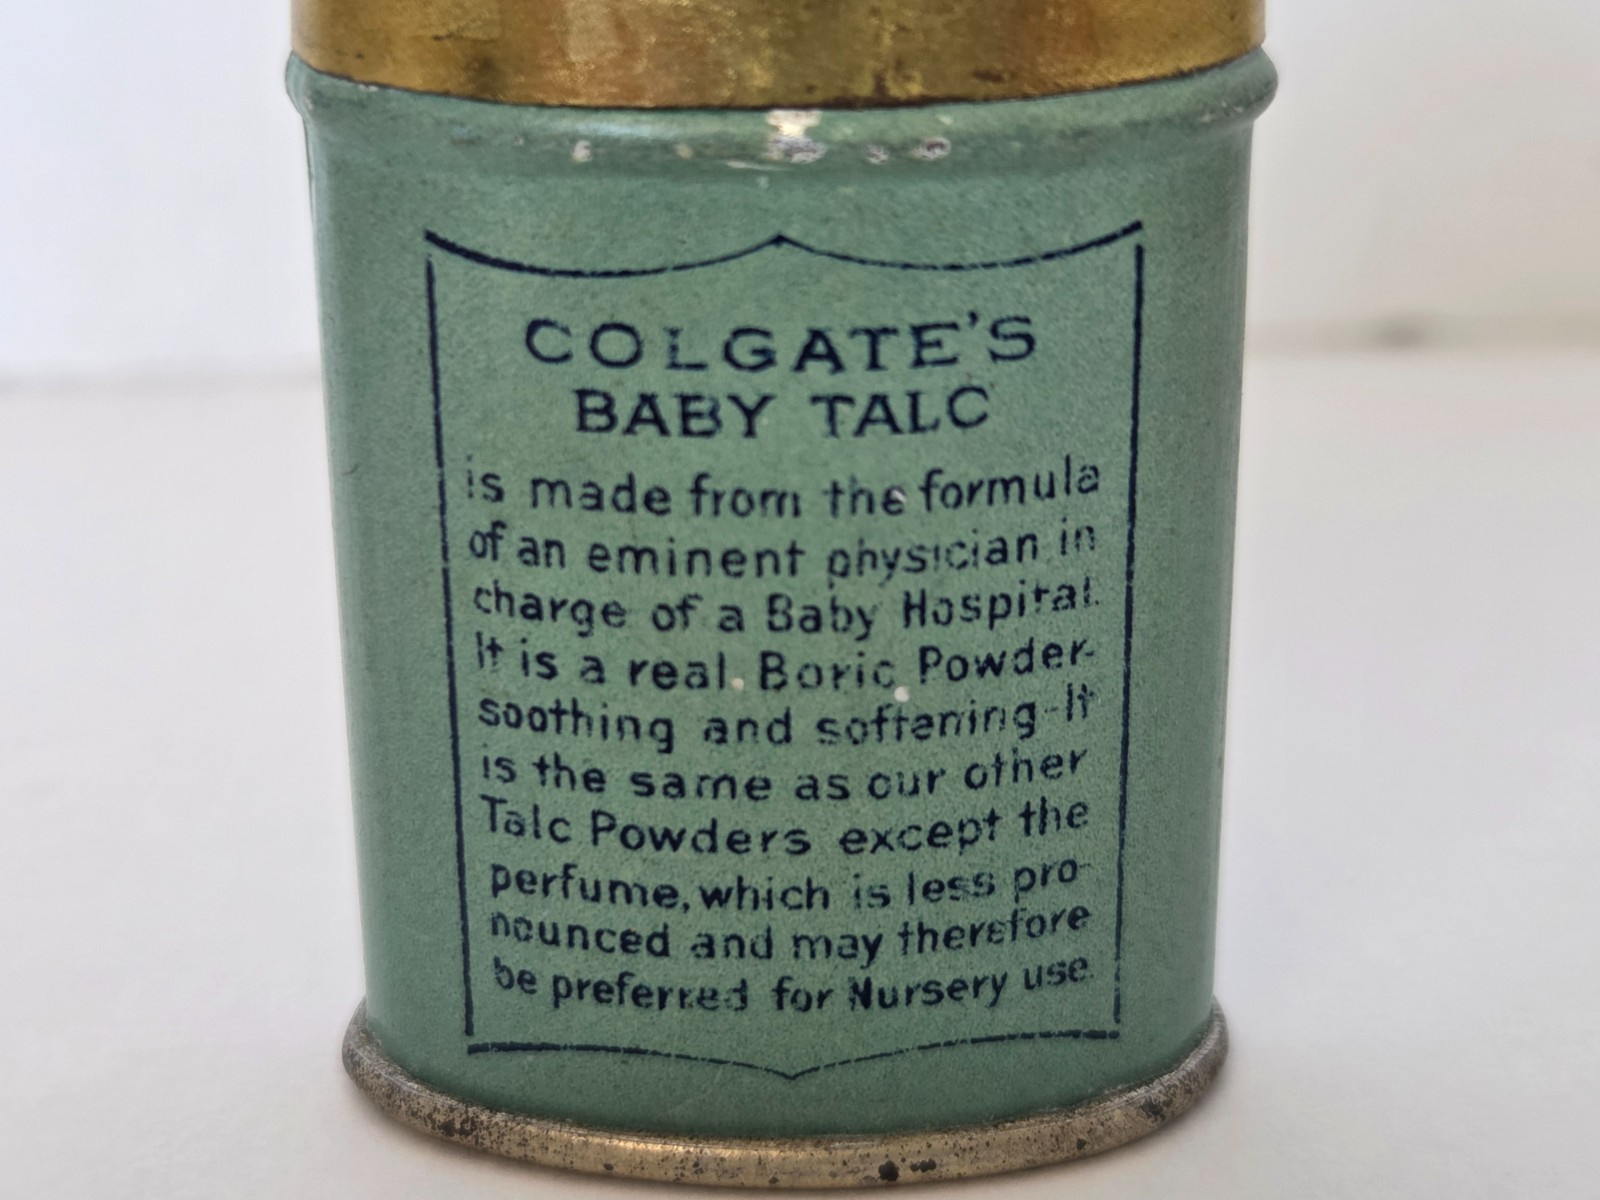 COLGATE'S
BABY TALC
is made from the formula
of an eminent physician in
charge of a Baby Hospital.
It is a real Boric Powder-
soothing and softening-It
is the same as our other
Talc Powders except the
perfume, which is less pro-
nounced and may therefore
be preferred for Nursery use.